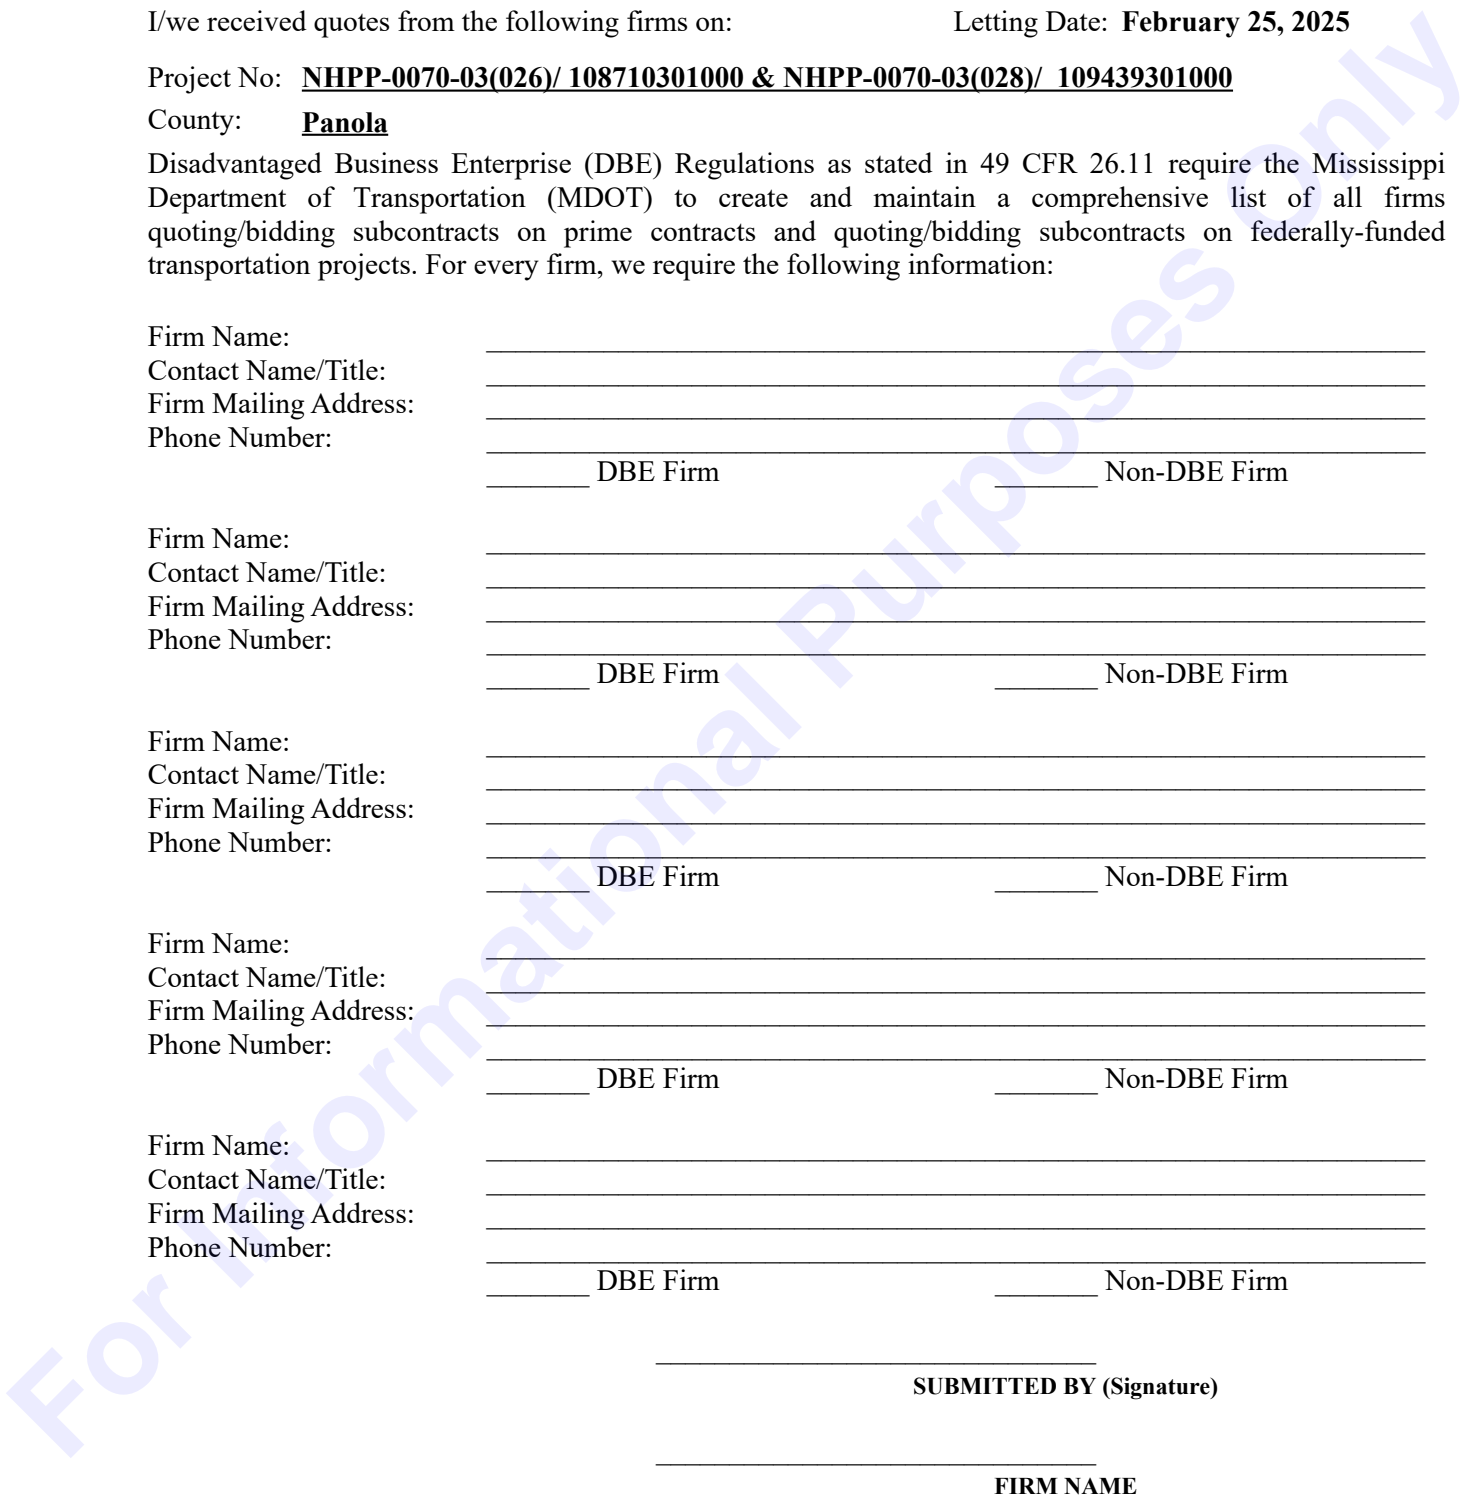 I/we received quotes from the following firms on: Letting Date: February 25, 2025
Project No: NHPP-0070-03(026)/ 108710301000 & NHPP-0070-03(028)/ 109439301000
County: Panola
Disadvantaged Business Enterprise (DBE) Regulations as stated in 49 CFR 26.11 require the Mississippi
Department of Transportation (MDOT) to create and maintain a comprehensive list of all firms
quoting/bidding subcontracts on prime contracts and quoting/bidding subcontracts on federally-funded
transportation projects. For every firm, we require the following information:
Firm Name:
Contact Name/Title:
Firm Mailing Address:
Phone Number:
_______ DBE Firm _______ Non-DBE Firm
Firm Name:
Contact Name/Title:
Firm Mailing Address:
Phone Number:
_______ DBE Firm _______ Non-DBE Firm
Firm Name:
Contact Name/Title:
Firm Mailing Address:
Phone Number:
_______ DBE Firm _______ Non-DBE Firm
Firm Name:
Contact Name/Title:
Firm Mailing Address:
Phone Number:
_______ DBE Firm _______ Non-DBE Firm
Firm Name:
Contact Name/Title:
Firm Mailing Address:
Phone Number:
_______ DBE Firm _______ Non-DBE Firm
SUBMITTED BY (Signature)
FIRM NAME
For Informational Purposes Only